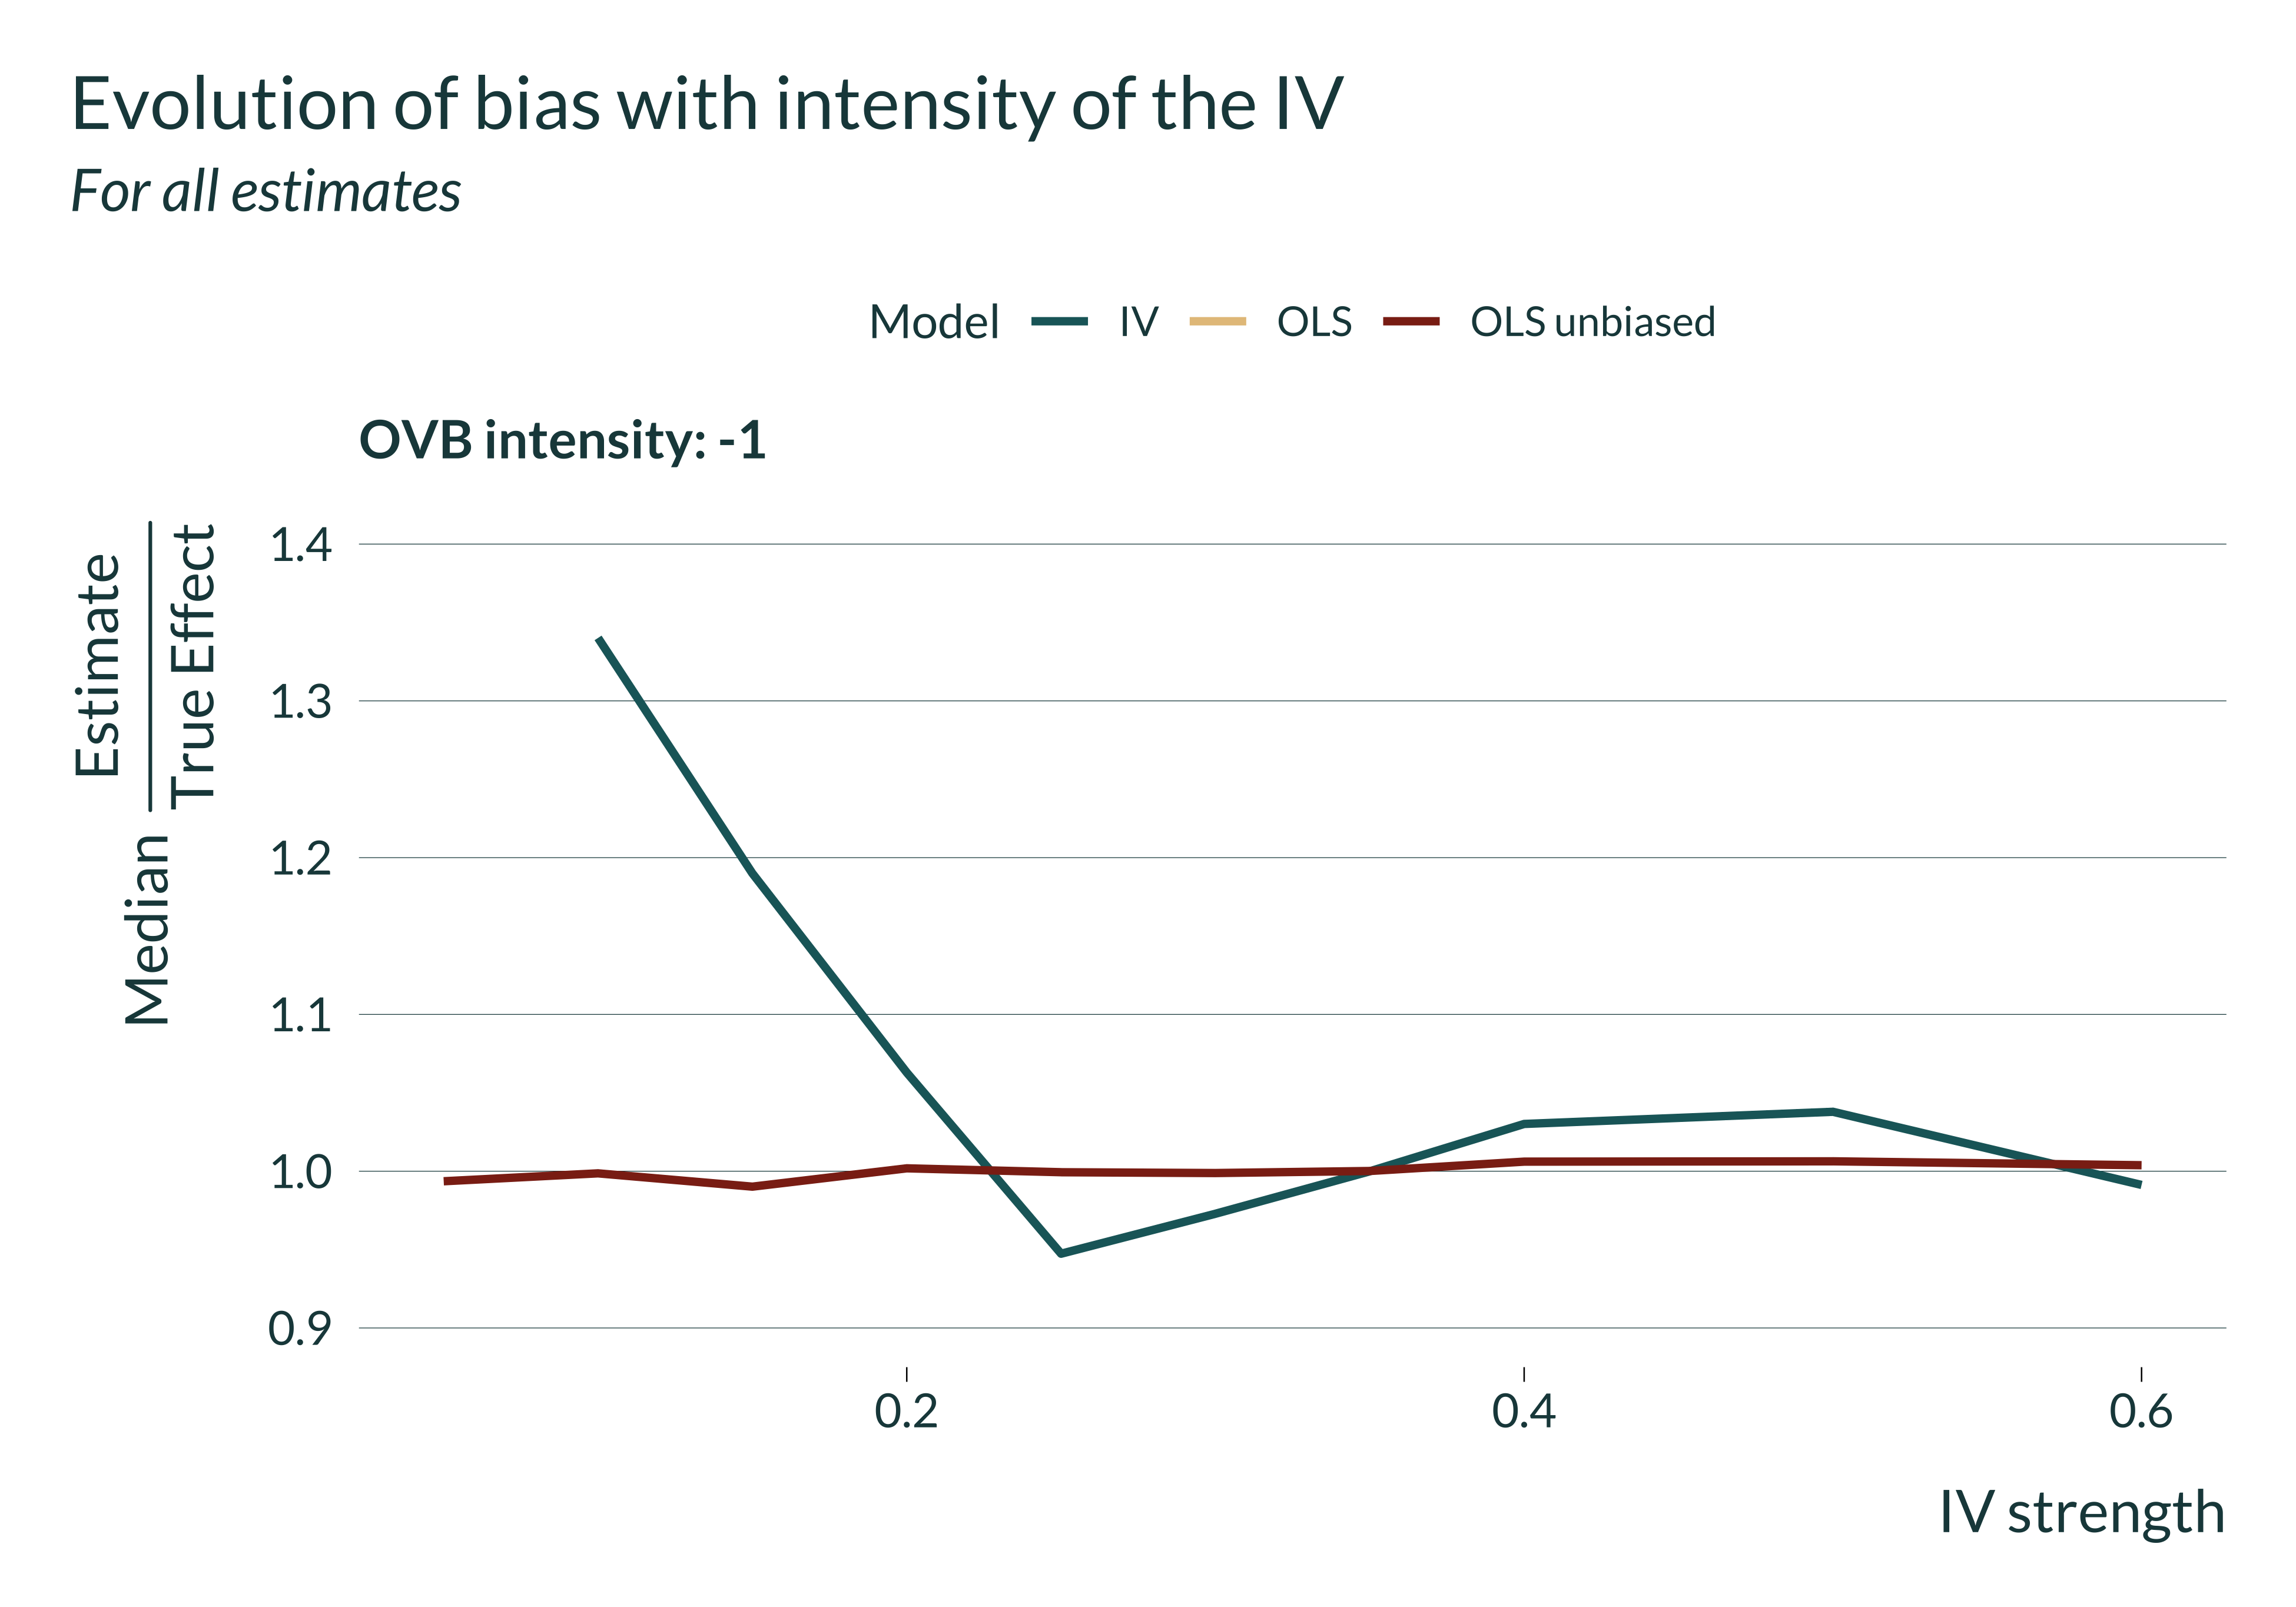 Evolution of bias with intensity of the IV
For all estimates
Model IV OLS OLS unbiased
OVB intensity: -1
Median Estimate
True Effect
1.4
1.3
1.2
1.1
1.0
0.9
0.2 0.4 0.6
IV strength